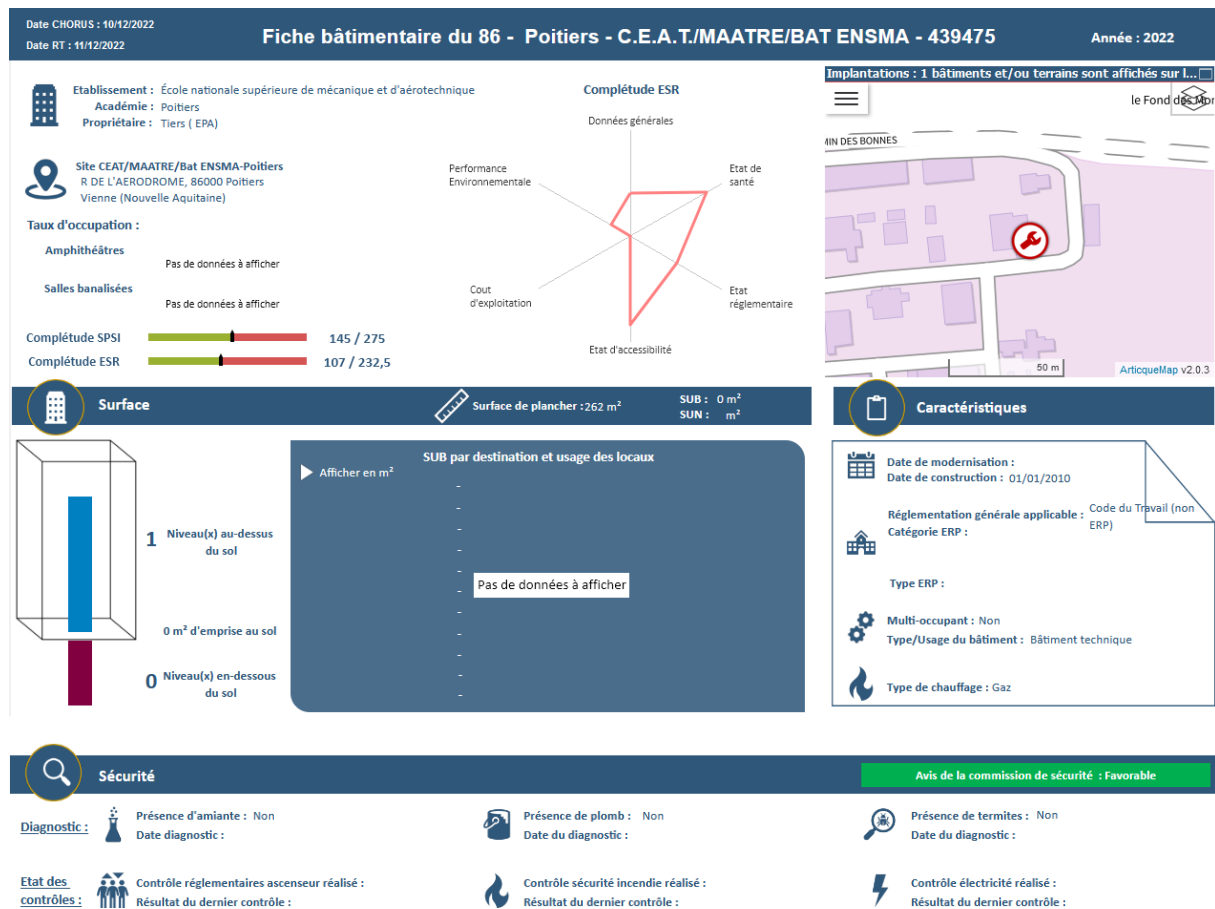 Date CHORUS : 10/12/2022
Date RT : 11/12/2022
Fiche bâtimentaire du 86 - Poitiers - C.E.A.T./MAATRE/BAT ENSMA - 439475
Année : 2022
Etablissement : École nationale supérieure de mécanique et d'aérotechnique
Académie : Poitiers
Propriétaire : Tiers ( EPA)
Site CEAT/MAATRE/Bat ENSMA-Poitiers
R DE L'AERODROME, 86000 Poitiers
Vienne (Nouvelle Aquitaine)
Taux d'occupation :
Amphithéâtres
Pas de données à afficher
Salles banalisées
Pas de données à afficher
Complétude SPSI 145 / 275
Complétude ESR 107 / 232,5
Complétude ESR
Données générales
Etat de
santé
Etat
réglementaire
Etat d'accessibilité
Cout
d'exploitation
Performance
Environnementale
Implantations : 1 bâtiments et/ou terrains sont affichés sur l...
le Fond des Mor
MIN DES BONNES
50 m
ArticqueMap v2.0.3
Surface
Surface de plancher : 262 m²
SUB : 0 m²
SUN : m²
1 Niveau(x) au-dessus
du sol
0 m² d'emprise au sol
0 Niveau(x) en-dessous
du sol
SUB par destination et usage des locaux
Afficher en m²
-
-
-
-
-
-
-
-
-
-
Pas de données à afficher
Caractéristiques
Date de modernisation :
Date de construction : 01/01/2010
Réglementation générale applicable : Code du Travail (non
ERP)
Catégorie ERP :
Type ERP :
Multi-occupant : Non
Type/Usage du bâtiment : Bâtiment technique
Type de chauffage : Gaz
Sécurité
Avis de la commission de sécurité : Favorable
Diagnostic :
Présence d'amiante : Non
Date diagnostic :
Présence de plomb : Non
Date du diagnostic :
Présence de termites : Non
Date du diagnostic :
Etat des
contrôles :
Contrôle réglementaires ascenseur réalisé :
Résultat du dernier contrôle :
Contrôle sécurité incendie réalisé :
Résultat du dernier contrôle :
Contrôle électricité réalisé :
Résultat du dernier contrôle :